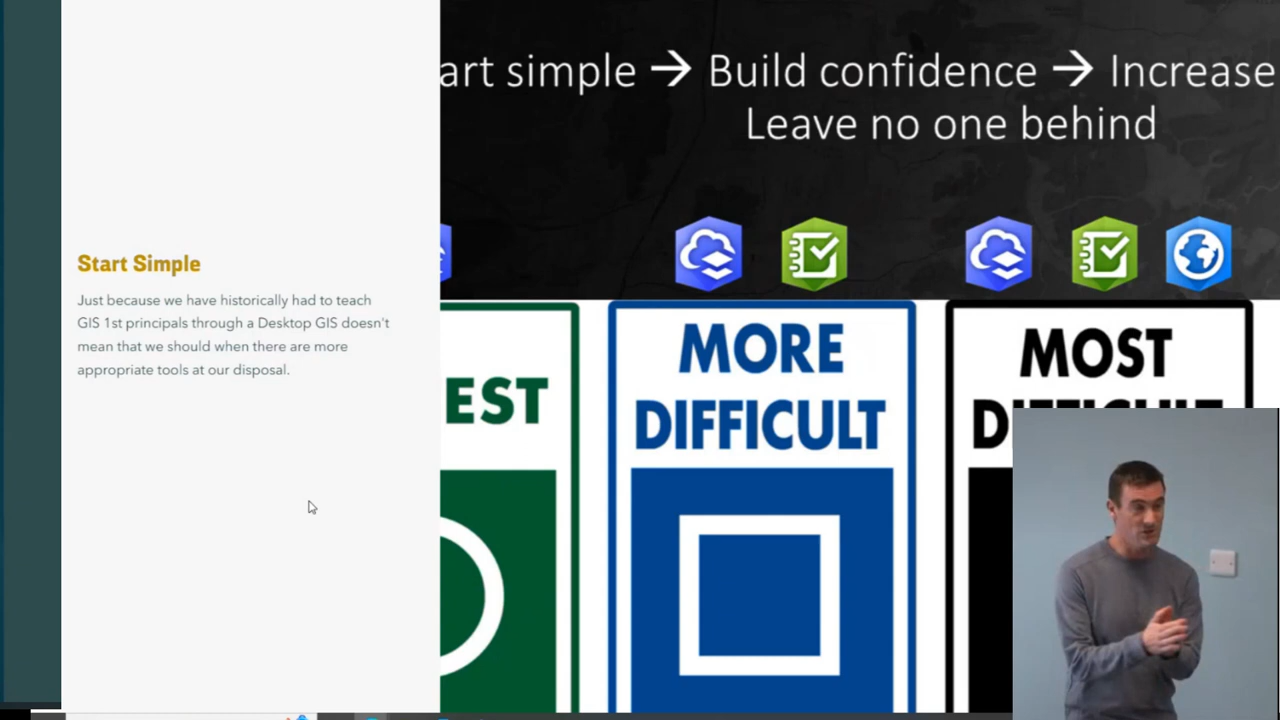 art simple → Build confidence → Increase
Leave no one behind
Start Simple
Just because we have historically had to teach
GIS 1st principals through a Desktop GIS doesn't
mean that we should when there are more
appropriate tools at our disposal.
EST
MORE
DIFFICULT
MOST